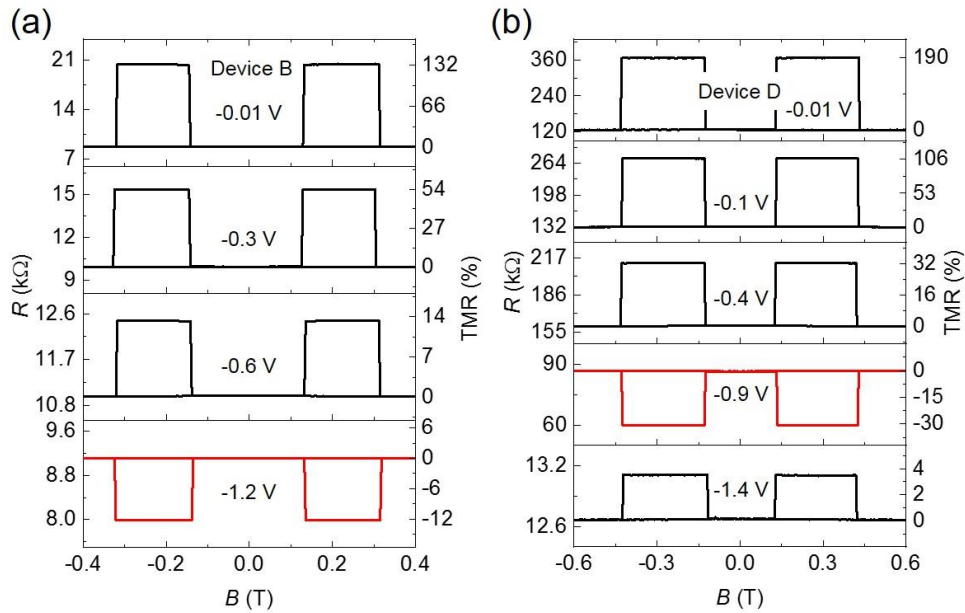 (a)
R (kΩ)
TMR (%)
Device B
21
14
7
132
66
0
-0.01 V
15
12
9
54
27
0
-0.3 V
12.6
11.7
10.8
14
7
0
-0.6 V
9.6
8.8
8.0
6
0
-6
-12
-1.2 V
-0.4 -0.2 0.0 0.2 0.4
B (T)
(b)
R (kΩ)
TMR (%)
Device D
360
240
120
190
0
-0.01 V
264
198
132
106
53
0
-0.1 V
217
186
155
32
16
0
-0.4 V
90
60
0
-15
-30
-0.9 V
13.2
12.6
4
2
0
-1.4 V
-0.6 -0.3 0.0 0.3 0.6
B (T)